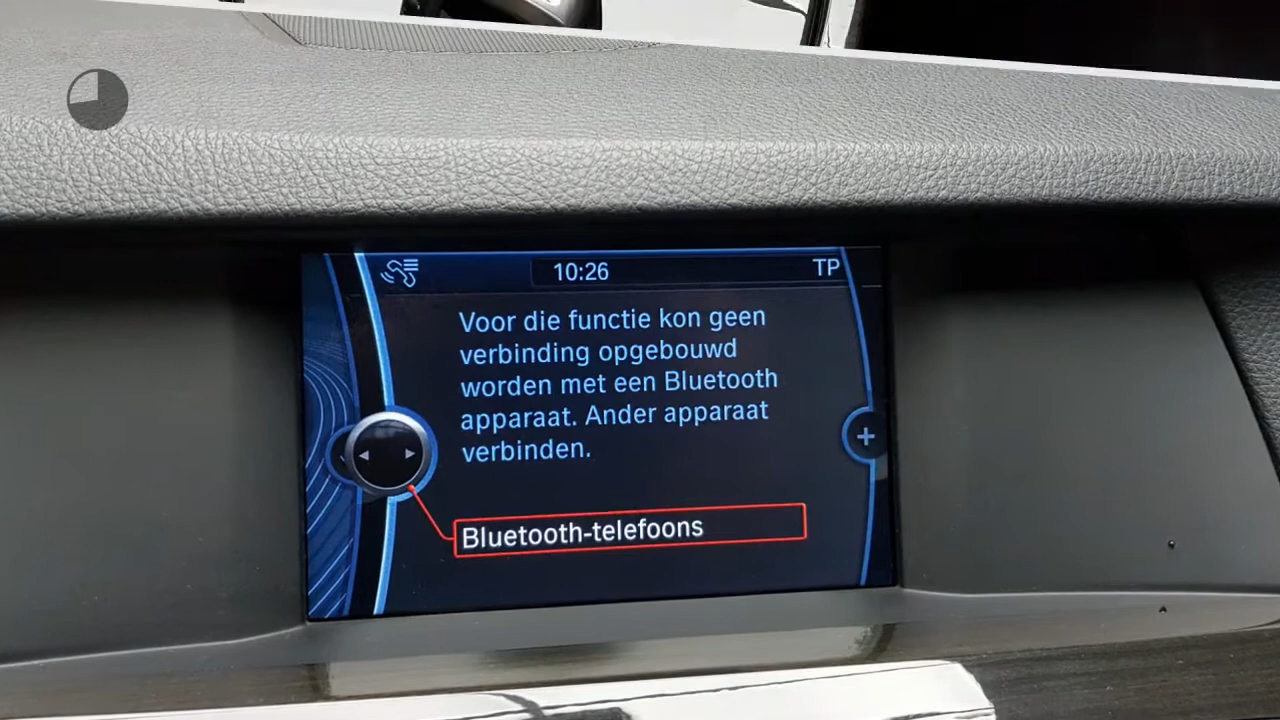 10:26
TP
Voor die functie kon geen
verbinding opgebouwd
worden met een Bluetooth
apparaat. Ander apparaat
verbinden.
Bluetooth-telefoons